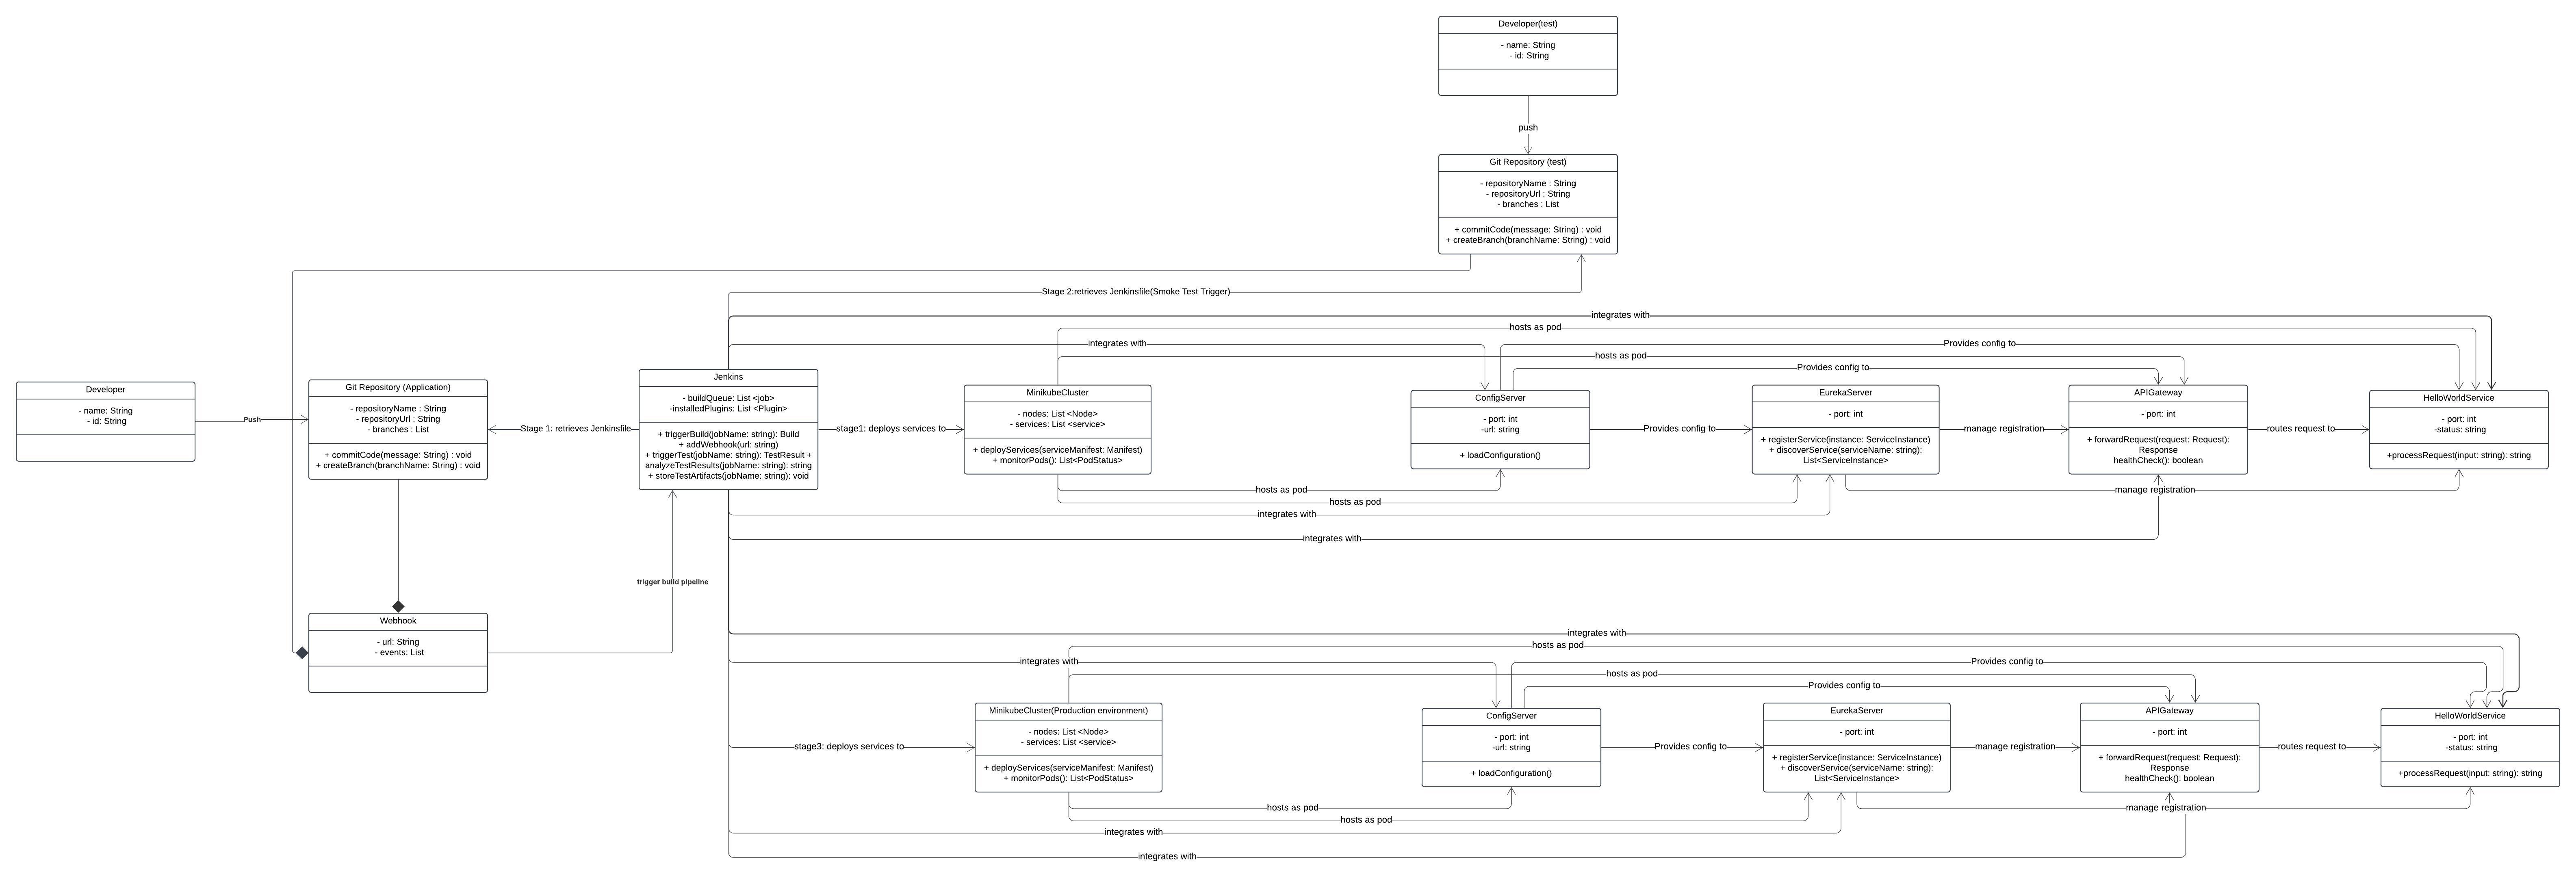 Developer(test)
- name: String
- id: String
push
Git Repository (test)
- repositoryName : String
- repositoryUrl : String
- branches : List
+ commitCode(message: String) : void
+ createBranch(branchName: String) : void
Stage 2:retrieves Jenkinsfile(Smoke Test Trigger)
integrates with
hosts as pod
integrates with
Provides config to
hosts as pod
Provides config to
Developer
- name: String
- id: String
Push
Git Repository (Application)
- repositoryName : String
- repositoryUrl : String
- branches : List
+ commitCode(message: String) : void
+ createBranch(branchName: String) : void
Stage 1: retrieves Jenkinsfile
Jenkins
- buildQueue: List <job>
-installedPlugins: List <Plugin>
+ triggerBuild(jobName: string): Build
+ addWebhook(url: string)
+ triggerTest(jobName: string): TestResult +
analyzeTestResults(jobName: string): string
+ storeTestArtifacts(jobName: string): void
stage1: deploys services to
MinikubeCluster
- nodes: List <Node>
- services: List <service>
+ deployServices(serviceManifest: Manifest)
+ monitorPods(): List<PodStatus>
ConfigServer
- port: int
-url: string
+ loadConfiguration()
Provides config to
EurekaServer
- port: int
+ registerService(instance: ServiceInstance)
+ discoverService(serviceName: string):
List<ServiceInstance>
manage registration
APIGateway
- port: int
+ forwardRequest(request: Request):
Response
healthCheck(): boolean
routes request to
HelloWorldService
- port: int
-status: string
+processRequest(input: string): string
hosts as pod
manage registration
hosts as pod
integrates with
integrates with
trigger build pipeline
Webhook
- url: String
- events: List
integrates with
hosts as pod
integrates with
Provides config to
hosts as pod
Provides config to
stage3: deploys services to
MinikubeCluster(Production environment)
- nodes: List <Node>
- services: List <service>
+ deployServices(serviceManifest: Manifest)
+ monitorPods(): List<PodStatus>
ConfigServer
- port: int
-url: string
+ loadConfiguration()
Provides config to
EurekaServer
- port: int
+ registerService(instance: ServiceInstance)
+ discoverService(serviceName: string):
List<ServiceInstance>
manage registration
APIGateway
- port: int
+ forwardRequest(request: Request):
Response
healthCheck(): boolean
routes request to
HelloWorldService
- port: int
-status: string
+processRequest(input: string): string
hosts as pod
manage registration
hosts as pod
integrates with
integrates with